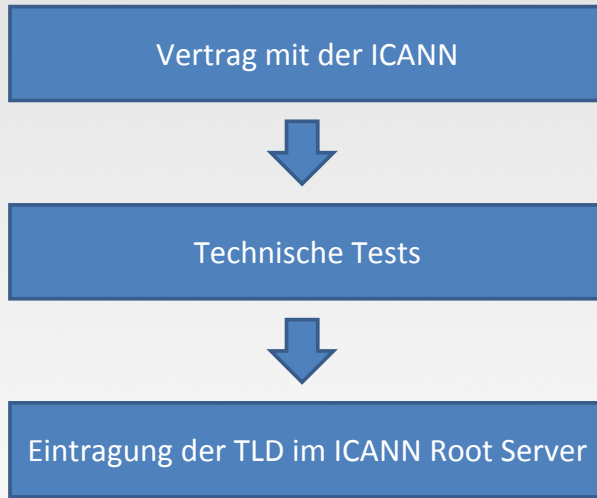 Vertrag mit der ICANN
Technische Tests
Eintragung der TLD im ICANN Root Server